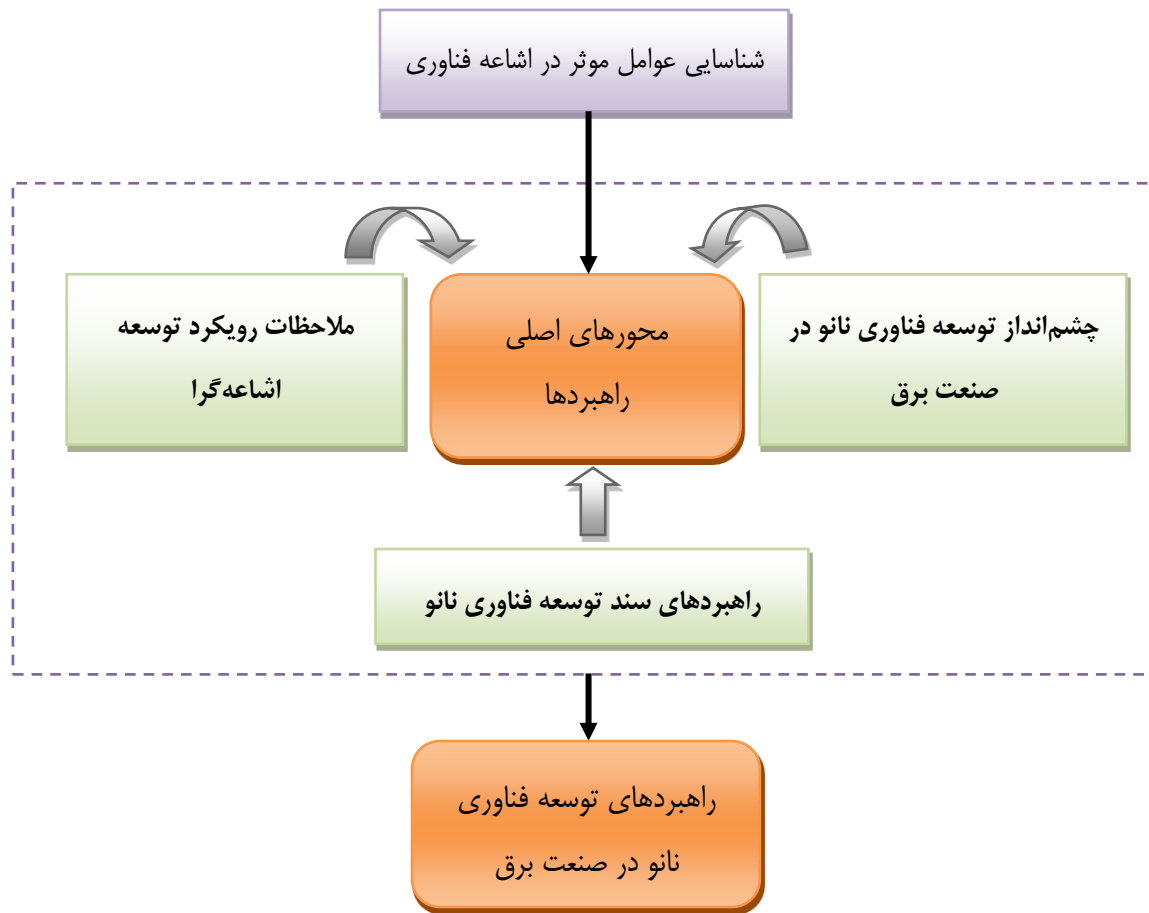 شناسایی عوامل موثر در اشاعه فناوری
چشم‌انداز توسعه فناوری نانو در
صنعت برق
محورهای اصلی
راهبردها
ملاحظات رویکرد توسعه
اشاعه‌گرا
راهبردهای سند توسعه فناوری نانو
راهبردهای توسعه فناوری
نانو در صنعت برق